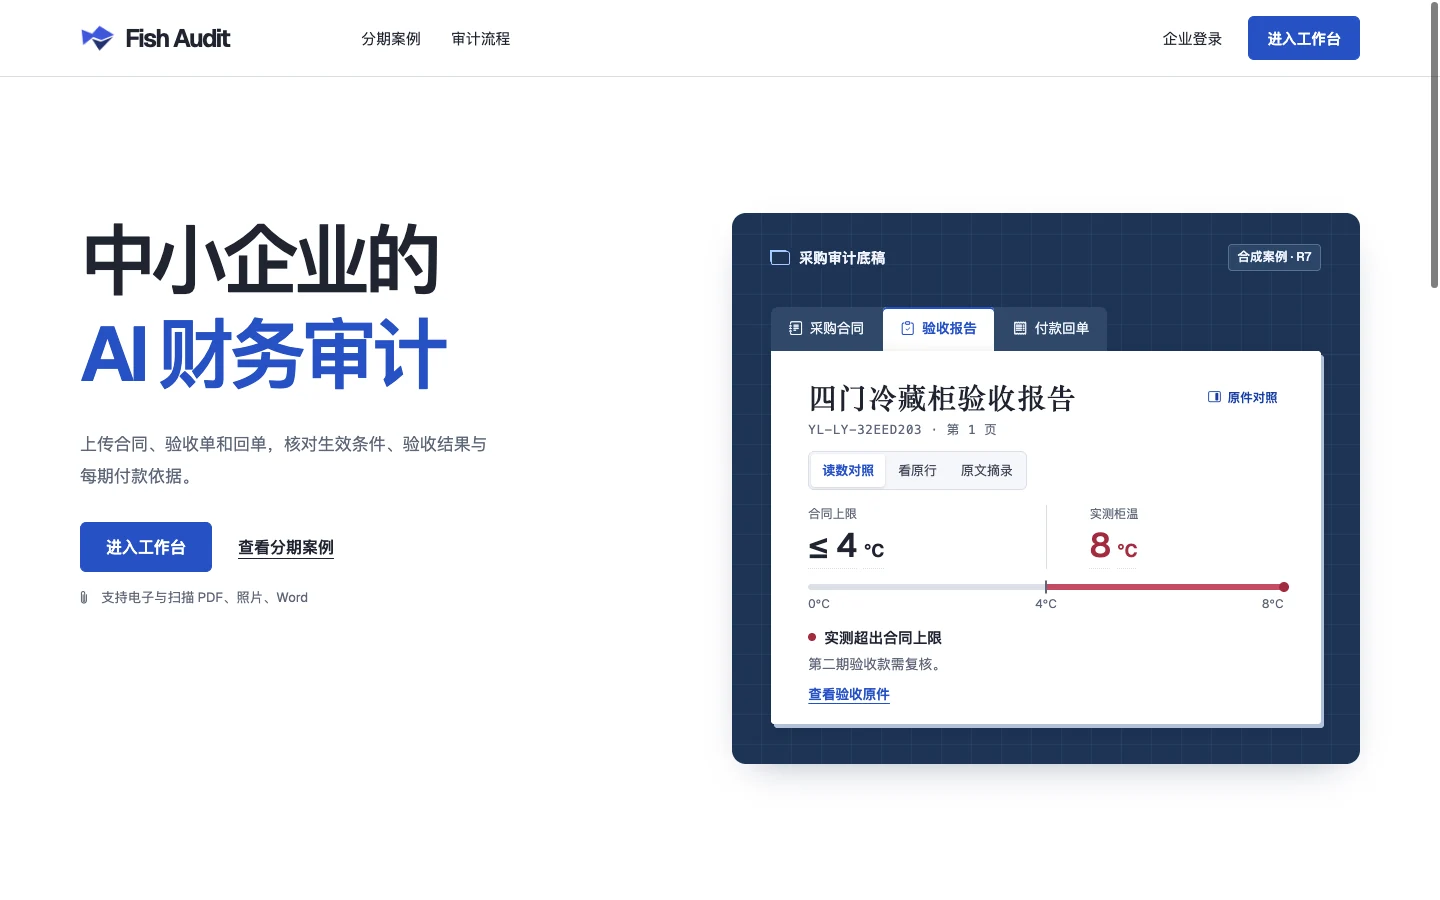 Fish Audit
分期案例
审计流程
企业登录
进入工作台
中小企业的
AI 财务审计
上传合同、验收单和回单，核对生效条件、验收结果与
每期付款依据。
进入工作台
查看分期案例
支持电子与扫描 PDF、照片、Word
采购审计底稿
合成案例 · R7
采购合同
验收报告
付款回单
四门冷藏柜验收报告
原件对照
YL-LY-32EED203 · 第 1 页
读数对照
看原行
原文摘录
合同上限
实测柜温
≤ 4 °C
8 °C
0°C
4°C
8°C
实测超出合同上限
第二期验收款需复核。
查看验收原件